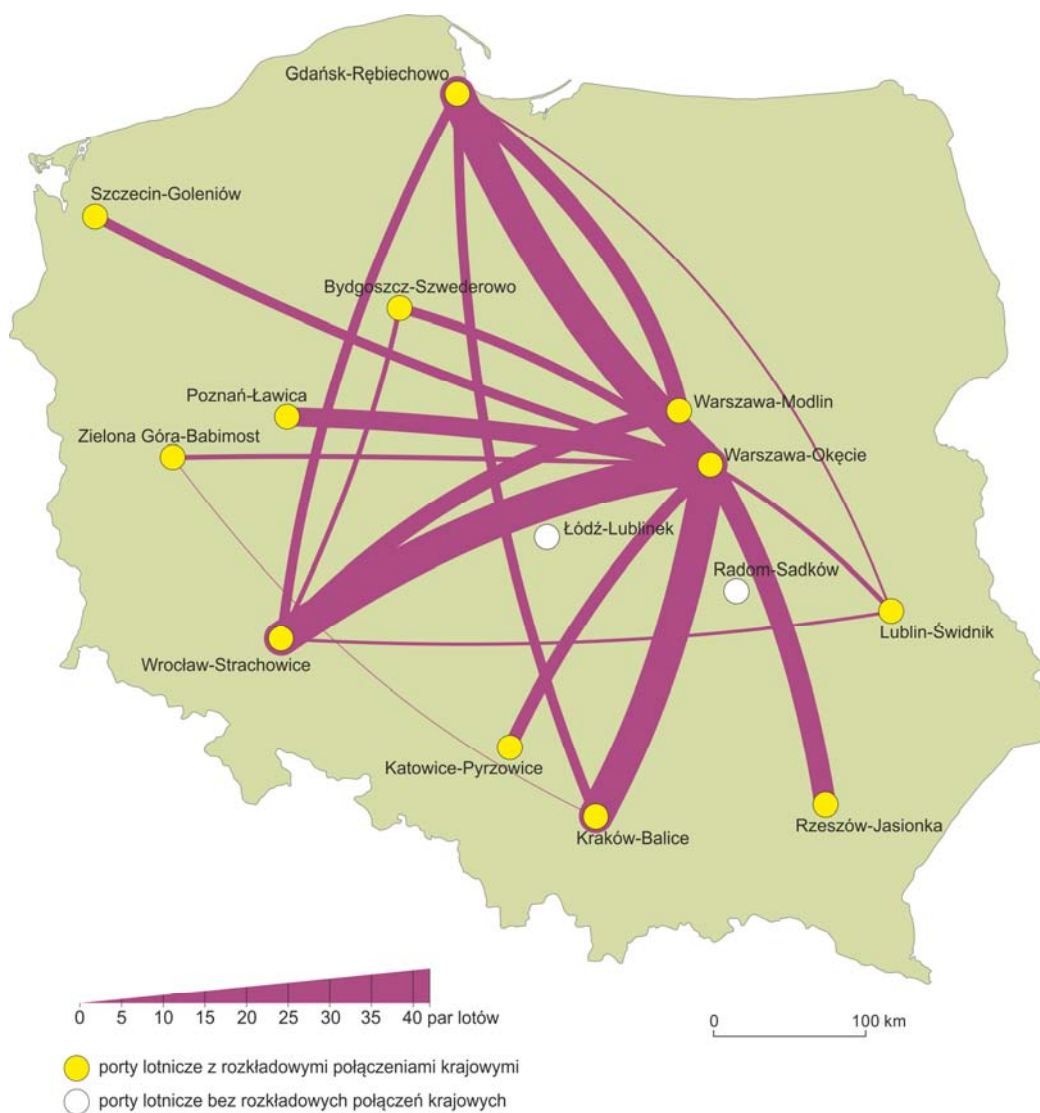 Gdańsk-Rębiechowo
Szczecin-Goleniów
Bydgoszcz-Szwederowo
Poznań-Ławica
Warszawa-Modlin
Zielona Góra-Babimost
Warszawa-Okęcie
Łódź-Lublinek
Radom-Sadków
Lublin-Świdnik
Wrocław-Strachowice
Katowice-Pyrzowice
Rzeszów-Jasionka
Kraków-Balice
0 5 10 15 20 25 30 35 40 par lotów
0 100 km
porty lotnicze z rozkładowymi połączeniami krajowymi
porty lotnicze bez rozkładowych połączeń krajowych